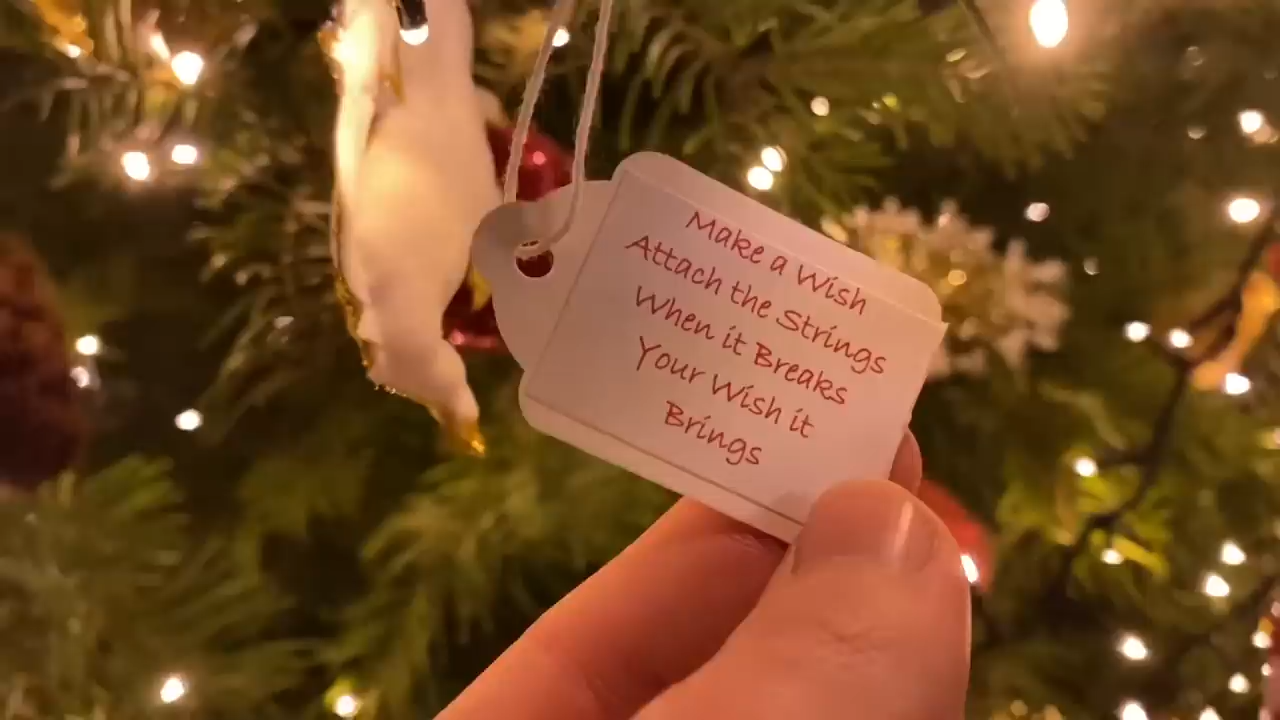 Make a Wish
Attach the Strings
When it Breaks
Your Wish it
Brings